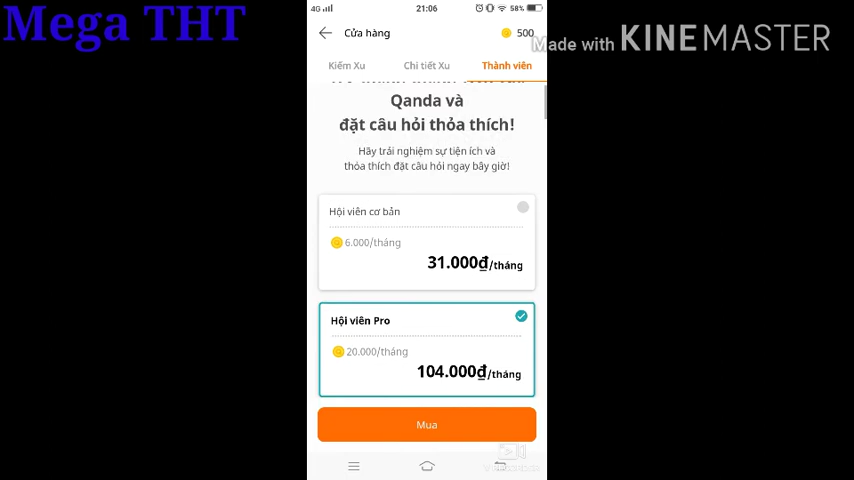 Mega THT
4G
21:06
58%
Cửa hàng
500
Made with KINEMASTER
Kiếm Xu
Chi tiết Xu
Thành viên
Qanda và
đặt câu hỏi thỏa thích!
Hãy trải nghiệm sự tiện ích và
thỏa thích đặt câu hỏi ngay bây giờ!
Hội viên cơ bản
6.000/tháng
31.000₫/tháng
Hội viên Pro
20.000/tháng
104.000₫/tháng
Mua